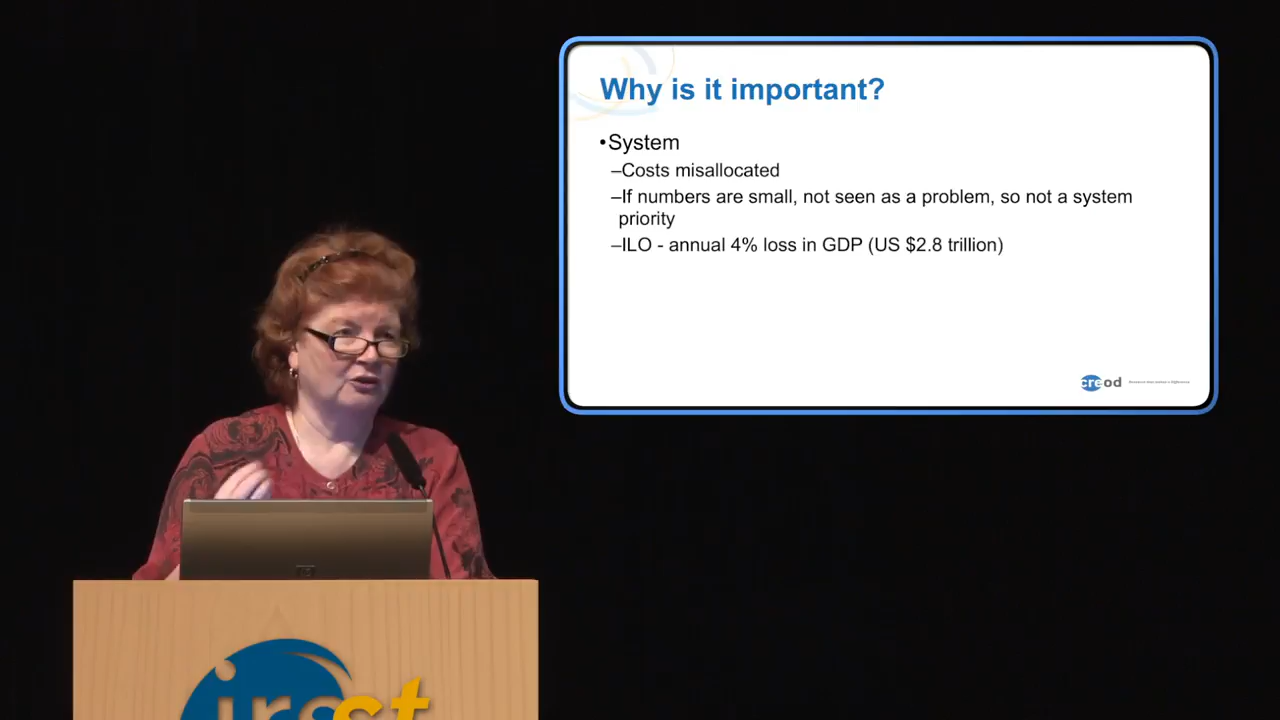 Why is it important?
•System
–Costs misallocated
–If numbers are small, not seen as a problem, so not a system
priority
–ILO - annual 4% loss in GDP (US $2.8 trillion)
creod
irsst